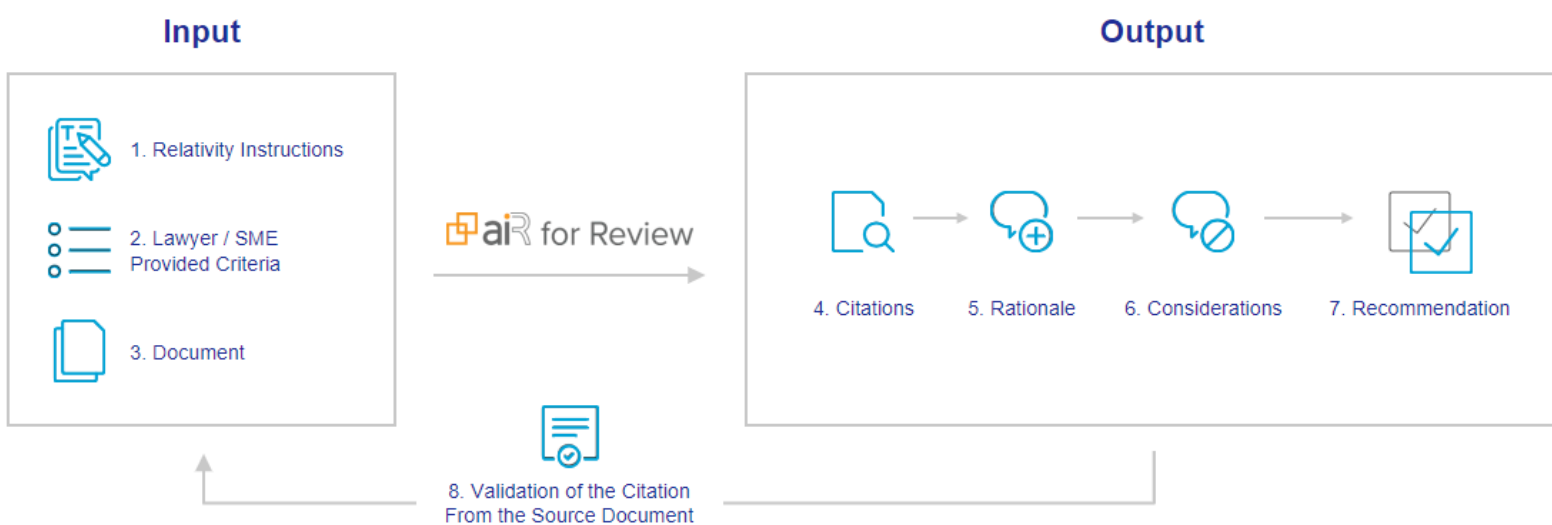 Input
Output
1. Relativity Instructions
2. Lawyer / SME
Provided Criteria
3. Document
aiR for Review
4. Citations
5. Rationale
6. Considerations
7. Recommendation
8. Validation of the Citation
From the Source Document